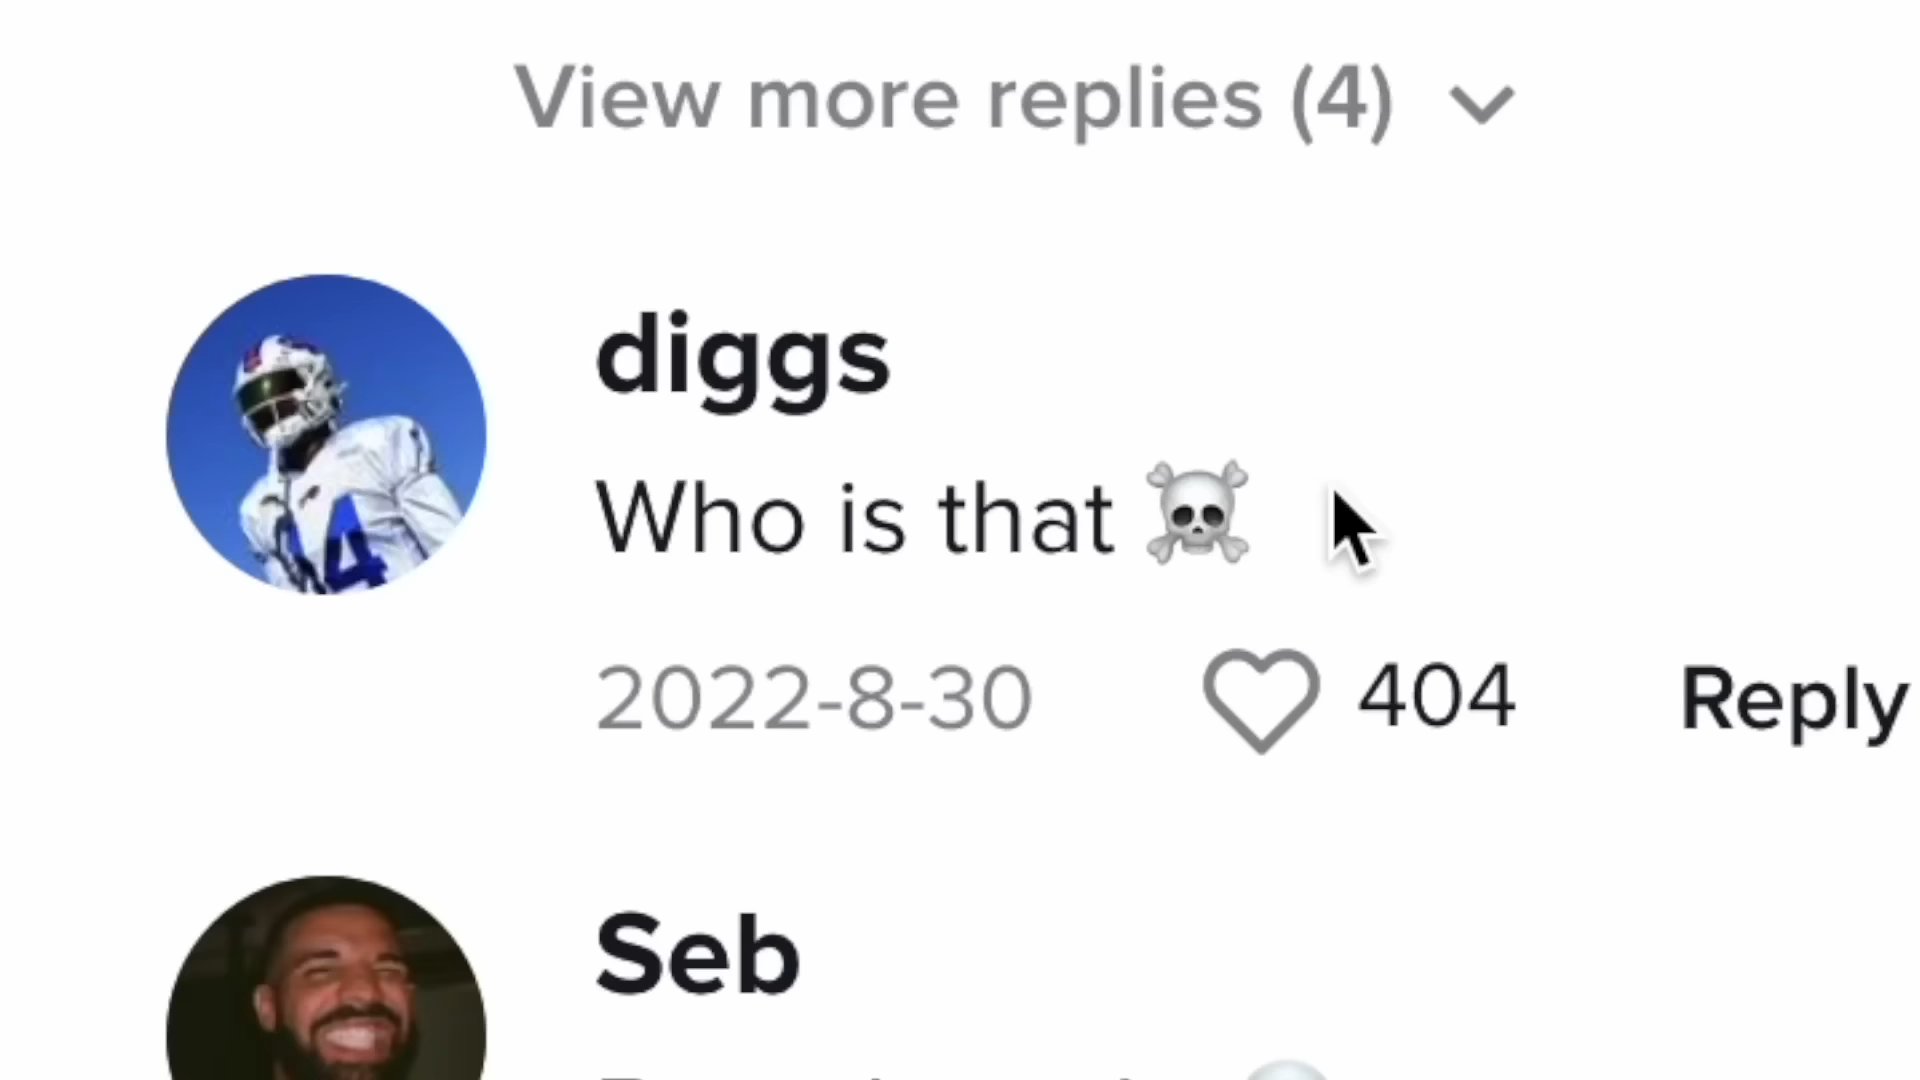 View more replies (4)
diggs
Who is that ☠️
2022-8-30 404 Reply
Seb